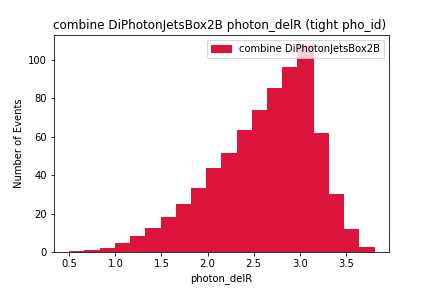 combine DiPhotonJetsBox2B photon_delR (tight pho_id)
combine DiPhotonJetsBox2B
100
80
60
40
20
0
Number of Events
0.5 1.0 1.5 2.0 2.5 3.0 3.5
photon_delR